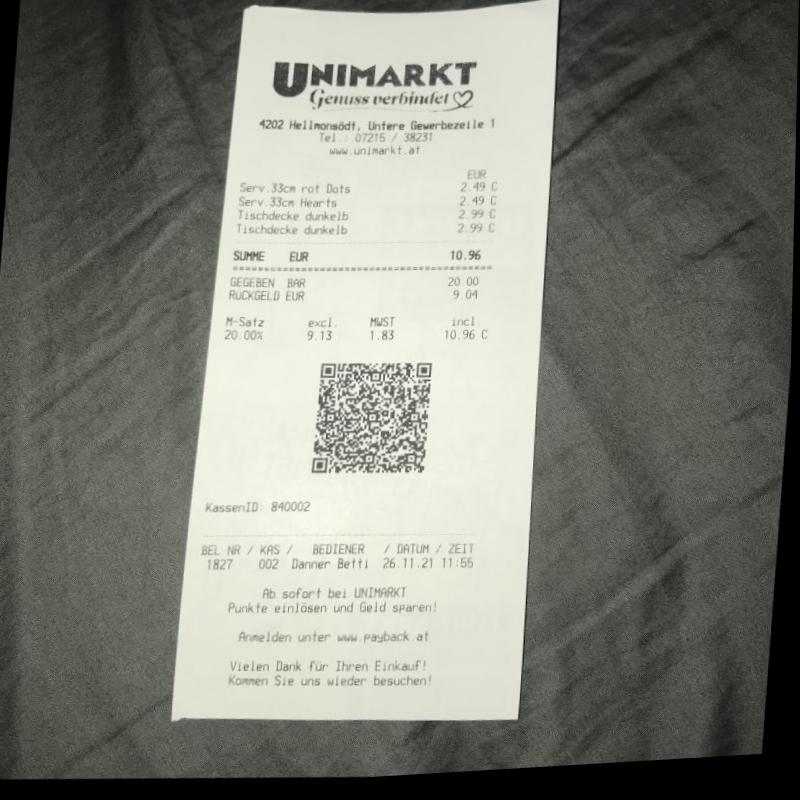 UNIMARKT
Genuss verbindet
4202 Hellmonsödt, Untere Gewerbezeile 1
Tel.: 07215 / 38231
www.unimarkt.at
EUR
Serv.33cm rot Dots 2.49 C
Serv.33cm Hearts 2.49 C
Tischdecke dunkelb 2.99 C
Tischdecke dunkelb 2.99 C
SUMME EUR 10.96
GEGEBEN BAR 20.00
RÜCKGELD EUR 9.04
M-Satz excl. MWST incl
20.00% 9.13 1.83 10.96 C
KassenID: 840002
BEL NR / KAS / BEDIENER / DATUM / ZEIT
1827 002 Danner Betti 26.11.21 11:55
Ab sofort bei UNIMARKT
Punkte einlösen und Geld sparen!
Anmelden unter www.payback.at
Vielen Dank für Ihren Einkauf!
Kommen Sie uns wieder besuchen!